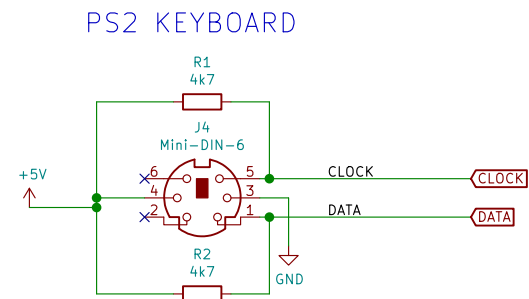 PS2 KEYBOARD
R1
4k7
J4
Mini-DIN-6
+5V
6
5
CLOCK
CLOCK
4
3
2
1
DATA
DATA
R2
4k7
GND